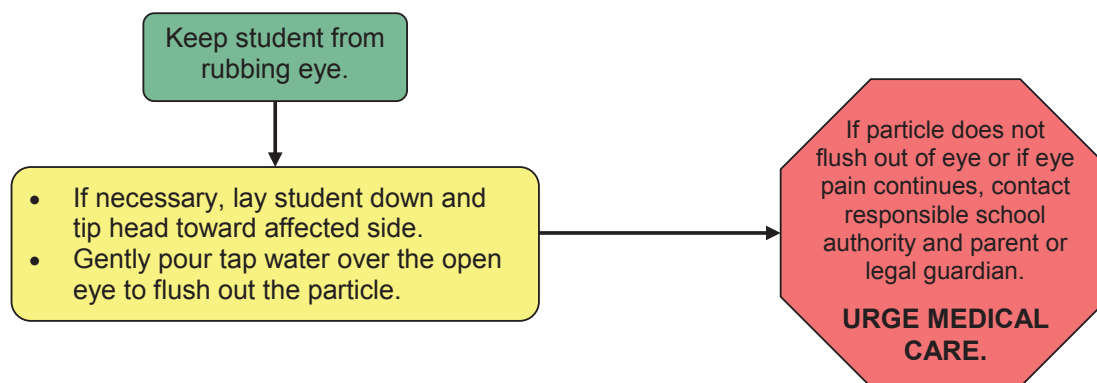 Keep student from
rubbing eye.
• If necessary, lay student down and
tip head toward affected side.
• Gently pour tap water over the open
eye to flush out the particle.
If particle does not
flush out of eye or if eye
pain continues, contact
responsible school
authority and parent or
legal guardian.
URGE MEDICAL
CARE.